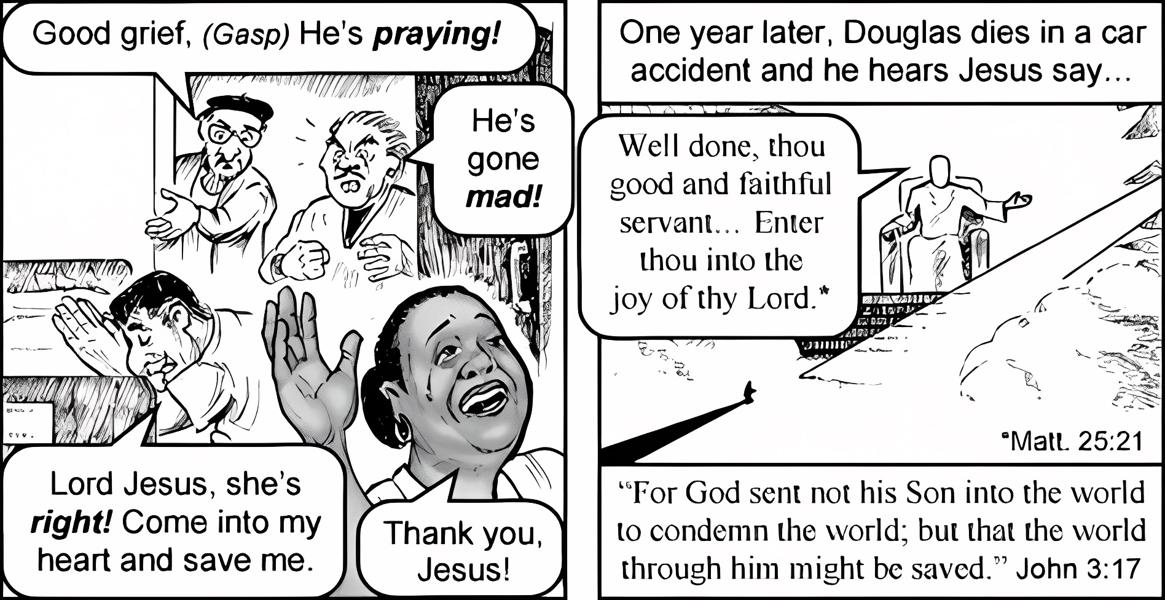 Good grief, (Gasp) He's praying!
He's
gone
mad!
Lord Jesus, she's
right! Come into my
heart and save me.
Thank you,
Jesus!
One year later, Douglas dies in a car
accident and he hears Jesus say...
Well done, thou
good and faithful
servant... Enter
thou into the
joy of thy Lord.*
*Matt. 25:21
“For God sent not his Son into the world
to condemn the world; but that the world
through him might be saved.” John 3:17